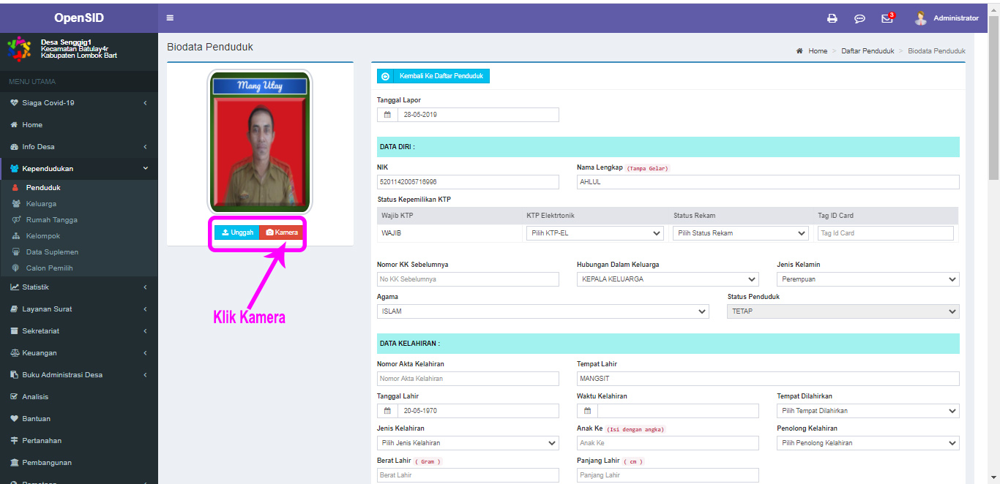 OpenSID
3
Administrator
Desa Senggig1
Kecamatan Batulay4r
Kabupaten Lombok Bart
MENU UTAMA
Siaga Covid-19
Home
Info Desa
Kependudukan
Penduduk
Keluarga
Rumah Tangga
Kelompok
Data Suplemen
Calon Pemilih
Statistik
Layanan Surat
Sekretariat
Keuangan
Buku Administrasi Desa
Analisis
Bantuan
Pertanahan
Pembangunan
Biodata Penduduk
Home > Daftar Penduduk > Biodata Penduduk
Mang Utay
Unggah Kamera
Klik Kamera
Kembali Ke Daftar Penduduk
Tanggal Lapor
28-05-2019
DATA DIRI :
NIK Nama Lengkap (Tanpa Gelar)
5201142005716996 AHLUL
Status Kepemilikan KTP
Wajib KTP KTP Elektrtonik Status Rekam Tag ID Card
WAJIB Pilih KTP-EL Pilih Status Rekam Tag Id Card
Nomor KK Sebelumnya Hubungan Dalam Keluarga Jenis Kelamin
No KK Sebelumnya KEPALA KELUARGA Perempuan
Agama Status Penduduk
ISLAM TETAP
DATA KELAHIRAN :
Nomor Akta Kelahiran Tempat Lahir
Nomor Akta Kelahiran MANGSIT
Tanggal Lahir Waktu Kelahiran Tempat Dilahirkan
20-05-1970 Pilih Tempat Dilahirkan
Jenis Kelahiran Anak Ke (Isi dengan angka) Penolong Kelahiran
Pilih Jenis Kelahiran Anak Ke Pilih Penolong Kelahiran
Berat Lahir ( Gram ) Panjang Lahir ( cm )
Berat Lahir Panjang Lahir